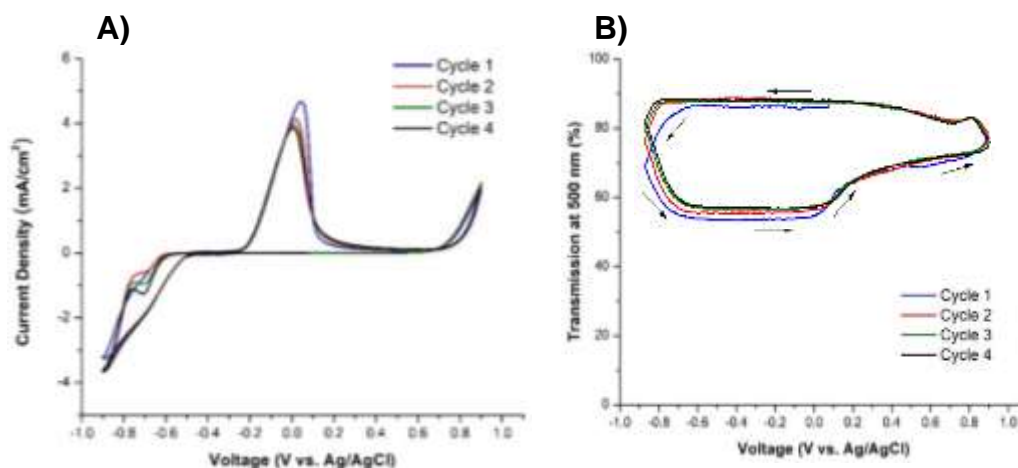 A)
6
4
2
0
-2
-4
Current Density (mA/cm²)
-1.0 -0.8 -0.6 -0.4 -0.2 0.0 0.2 0.4 0.6 0.8 1.0
Voltage (V vs. Ag/AgCl)
Cycle 1
Cycle 2
Cycle 3
Cycle 4
B)
100
80
60
40
20
0
Transmission at 500 nm (%)
-1.0 -0.8 -0.6 -0.4 -0.2 0.0 0.2 0.4 0.6 0.8 1.0
Voltage (V vs. Ag/AgCl)
Cycle 1
Cycle 2
Cycle 3
Cycle 4